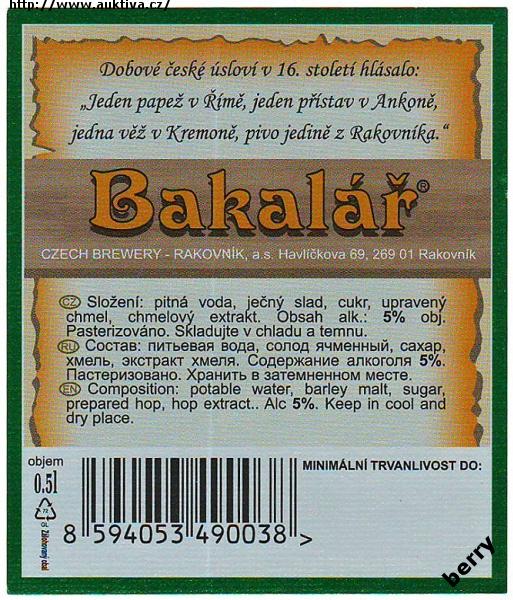 http://www.auktiva.cz/
Dobové české úsloví v 16. století hlásalo:
„Jeden papež v Římě, jeden přístav v Ankoně,
jedna věž v Kremoně, pivo jedině z Rakovníka."
Bakalář®
CZECH BREWERY - RAKOVNÍK, a.s. Havlíčkova 69, 269 01 Rakovník
CZ Složení: pitná voda, ječný slad, cukr, upravený
chmel, chmelový extrakt. Obsah alk.: 5% obj.
Pasterizováno. Skladujte v chladu a temnu.
RU Состав: питьевая вода, солод ячменный, сахар,
хмель, экстракт хмеля. Содержание алкоголя 5%.
Пастеризовано. Хранить в затемненном месте.
EN Composition: potable water, barley malt, sugar,
prepared hop, hop extract.. Alc 5%. Keep in cool and
dry place.
objem
0.5l
MINIMÁLNÍ TRVANLIVOST DO:
72
8 594053 490038 >
berry